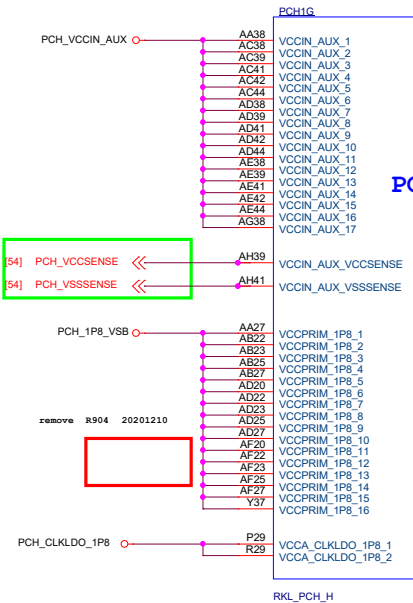 PCH1G
PCH_VCCIN_AUX
AA38 VCCIN_AUX_1
AC38 VCCIN_AUX_2
AC39 VCCIN_AUX_3
AC41 VCCIN_AUX_4
AC42 VCCIN_AUX_5
AC44 VCCIN_AUX_6
AD38 VCCIN_AUX_7
AD39 VCCIN_AUX_8
AD41 VCCIN_AUX_9
AD42 VCCIN_AUX_10
AD44 VCCIN_AUX_11
AE38 VCCIN_AUX_12
AE39 VCCIN_AUX_13
AE41 VCCIN_AUX_14
AE42 VCCIN_AUX_15
AE44 VCCIN_AUX_16
AG38 VCCIN_AUX_17
PC
[54] PCH_VCCSENSE AH39 VCCIN_AUX_VCCSENSE
[54] PCH_VSSSENSE AH41 VCCIN_AUX_VSSSENSE
PCH_1P8_VSB
AA27 VCCPRIM_1P8_1
AB22 VCCPRIM_1P8_2
AB23 VCCPRIM_1P8_3
AB25 VCCPRIM_1P8_4
AB27 VCCPRIM_1P8_5
AD20 VCCPRIM_1P8_6
AD22 VCCPRIM_1P8_7
AD23 VCCPRIM_1P8_8
AD25 VCCPRIM_1P8_9
AD27 VCCPRIM_1P8_10
AF20 VCCPRIM_1P8_11
AF22 VCCPRIM_1P8_12
AF23 VCCPRIM_1P8_13
AF25 VCCPRIM_1P8_14
AF27 VCCPRIM_1P8_15
Y37 VCCPRIM_1P8_16
remove R904 20201210
PCH_CLKLDO_1P8
P29 VCCA_CLKLDO_1P8_1
R29 VCCA_CLKLDO_1P8_2
RKL_PCH_H